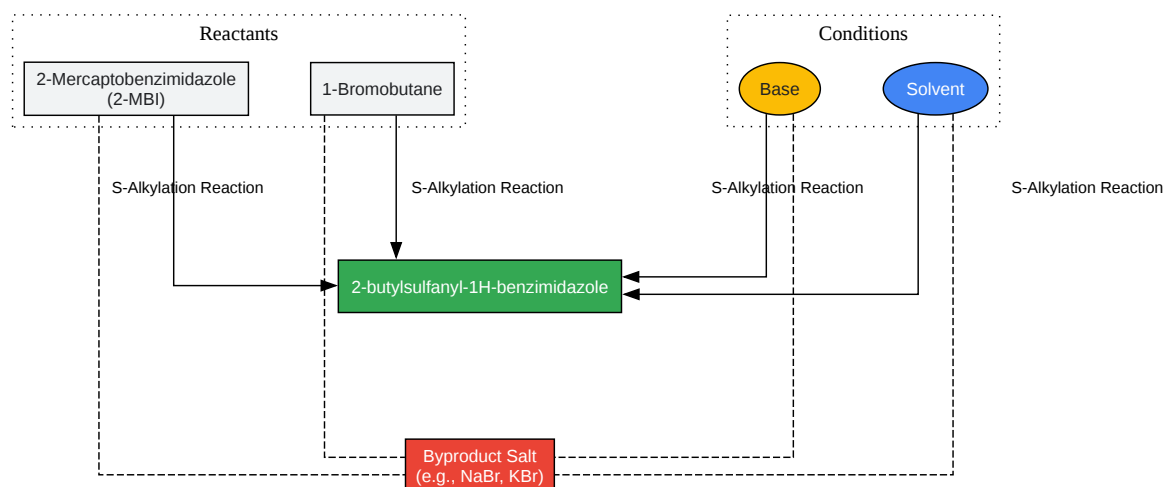 Reactants
Conditions
2-Mercaptobenzimidazole
(2-MBI)
1-Bromobutane
Base
Solvent
S-Alkylation Reaction
S-Alkylation Reaction
S-Alkylation Reaction
S-Alkylation Reaction
2-butylsulfanyl-1H-benzimidazole
Byproduct Salt
(e.g., NaBr, KBr)